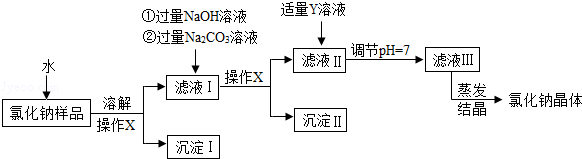 ①过量NaOH溶液
②过量Na₂CO₃溶液
适量Y溶液
水
氯化钠样品
溶解
操作X
滤液Ⅰ
沉淀Ⅰ
操作X
滤液Ⅱ
沉淀Ⅱ
调节pH=7
滤液Ⅲ
蒸发
结晶
氯化钠晶体